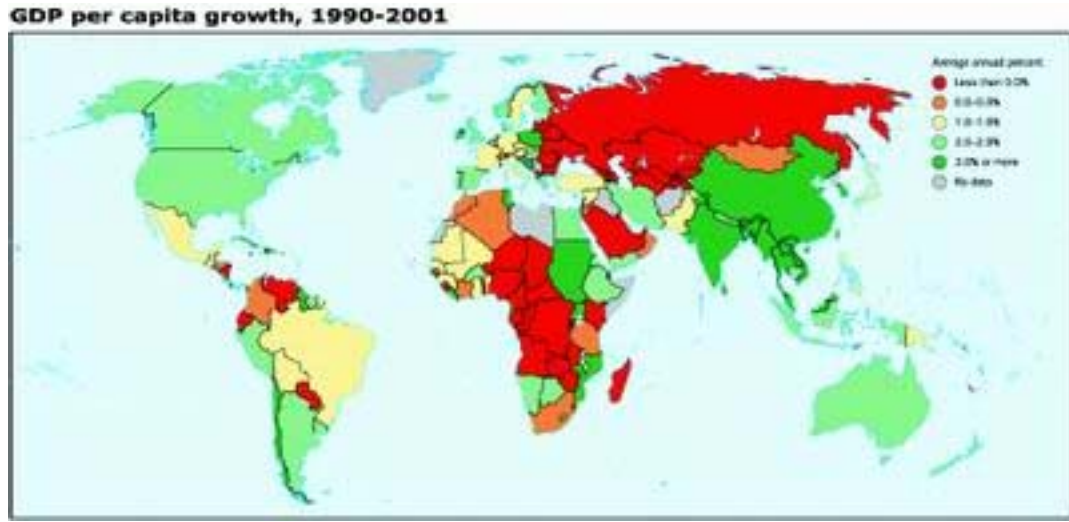 GDP per capita growth, 1990-2001
Average annual percent
Less than 0.0%
0.0-0.9%
1.0-1.9%
2.0-2.9%
3.0% or more
No data